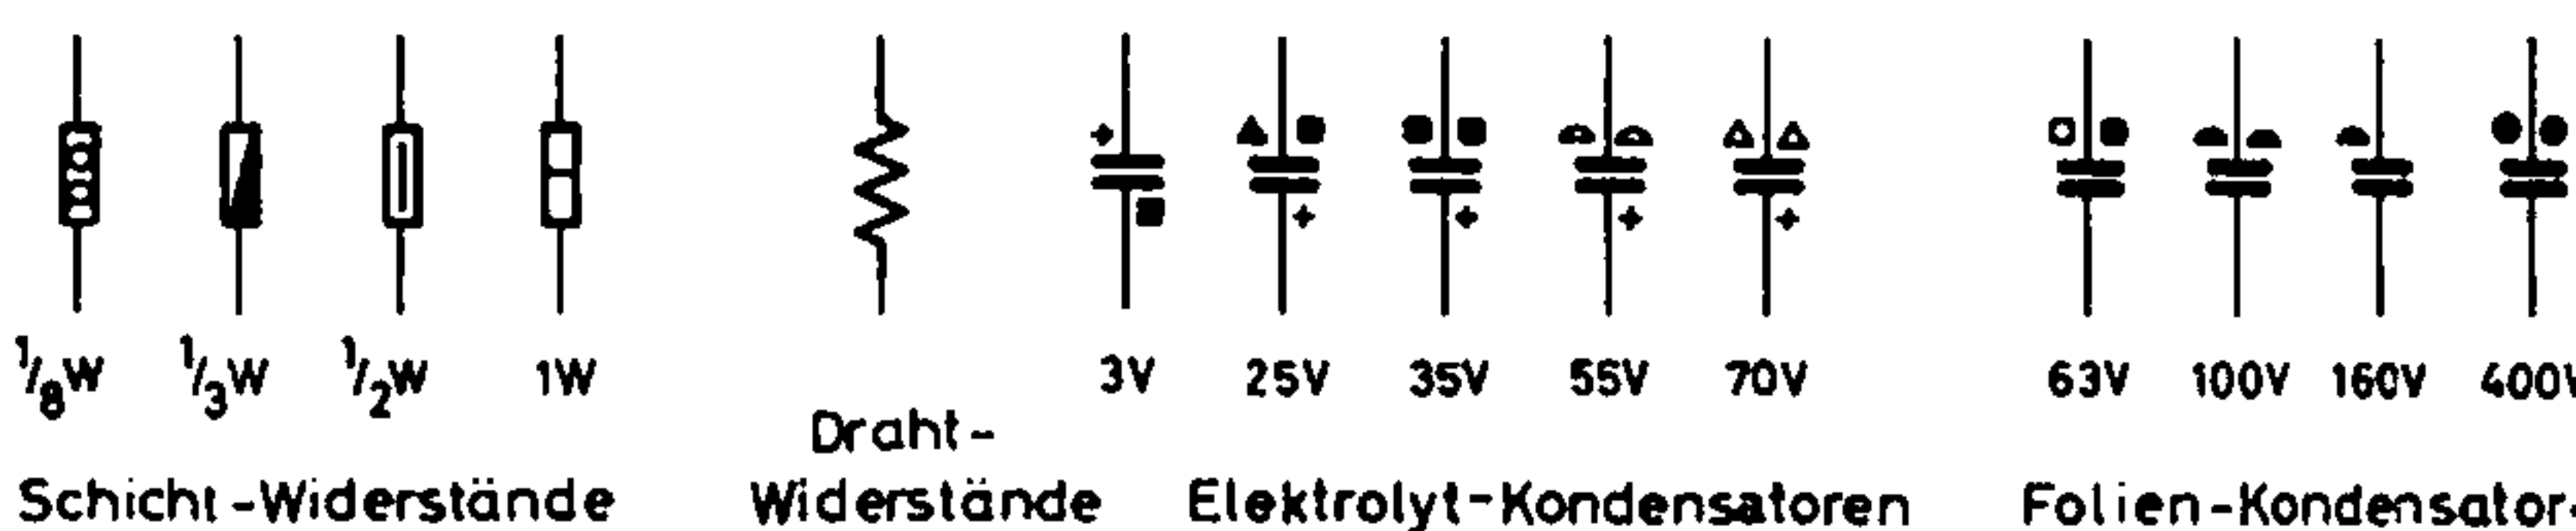 1/8W 1/3W 1/2W 1W 3V 25V 35V 55V 70V 63V 100V 160V 400V
Draht-
Schicht-Widerstände Widerstände Elektrolyt-Kondensatoren Folien-Kondensator